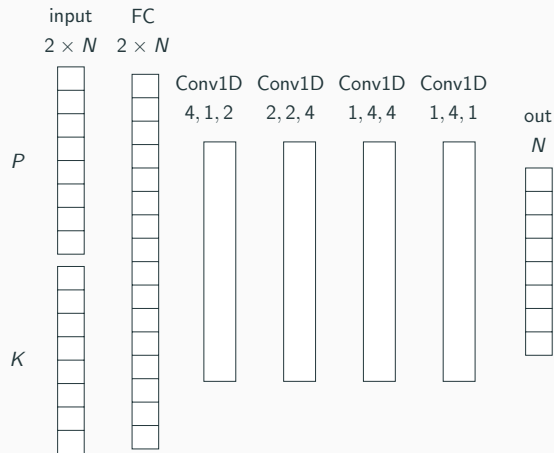 input
2 × N
FC
2 × N
Conv1D
4, 1, 2
Conv1D
2, 2, 4
Conv1D
1, 4, 4
Conv1D
1, 4, 1
out
N
P
K